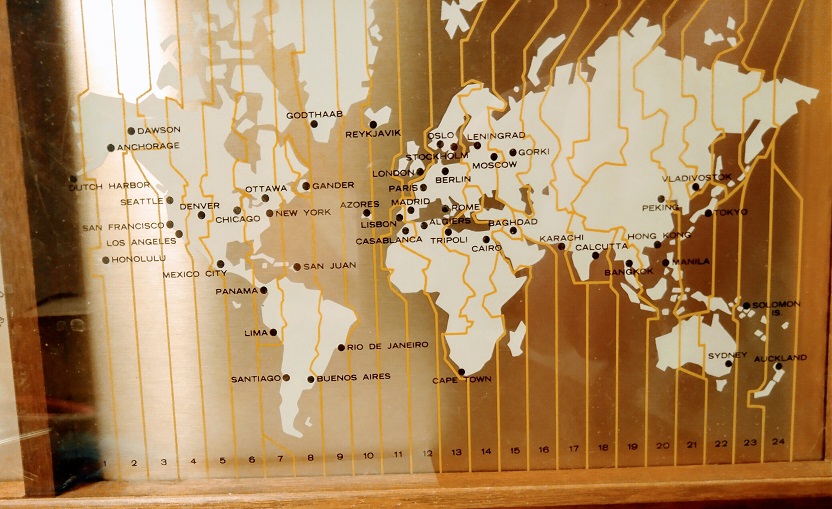 GODTHAAB
REYKJAVIK
DAWSON
ANCHORAGE
OSLO
LENINGRAD
STOCKHOLM
GORKI
MOSCOW
LONDON
BERLIN
DUTCH HARBOR
OTTAWA
GANDER
PARIS
VLADIVOSTOK
SEATTLE
DENVER
AZORES
MADRID
ROME
PEKING
TOKYO
CHICAGO
NEW YORK
SAN FRANCISCO
LISBON
ALGIERS
BAGHDAD
LOS ANGELES
CASABLANCA
TRIPOLI
CAIRO
KARACHI
CALCUTTA
HONG KONG
HONOLULU
MEXICO CITY
SAN JUAN
BANGKOK
MANILA
PANAMA
SOLOMON
IS.
LIMA
RIO DE JANEIRO
SYDNEY
AUCKLAND
SANTIAGO
BUENOS AIRES
CAPE TOWN
1 2 3 4 5 6 7 8 9 10 11 12 13 14 15 16 17 18 19 20 21 22 23 24